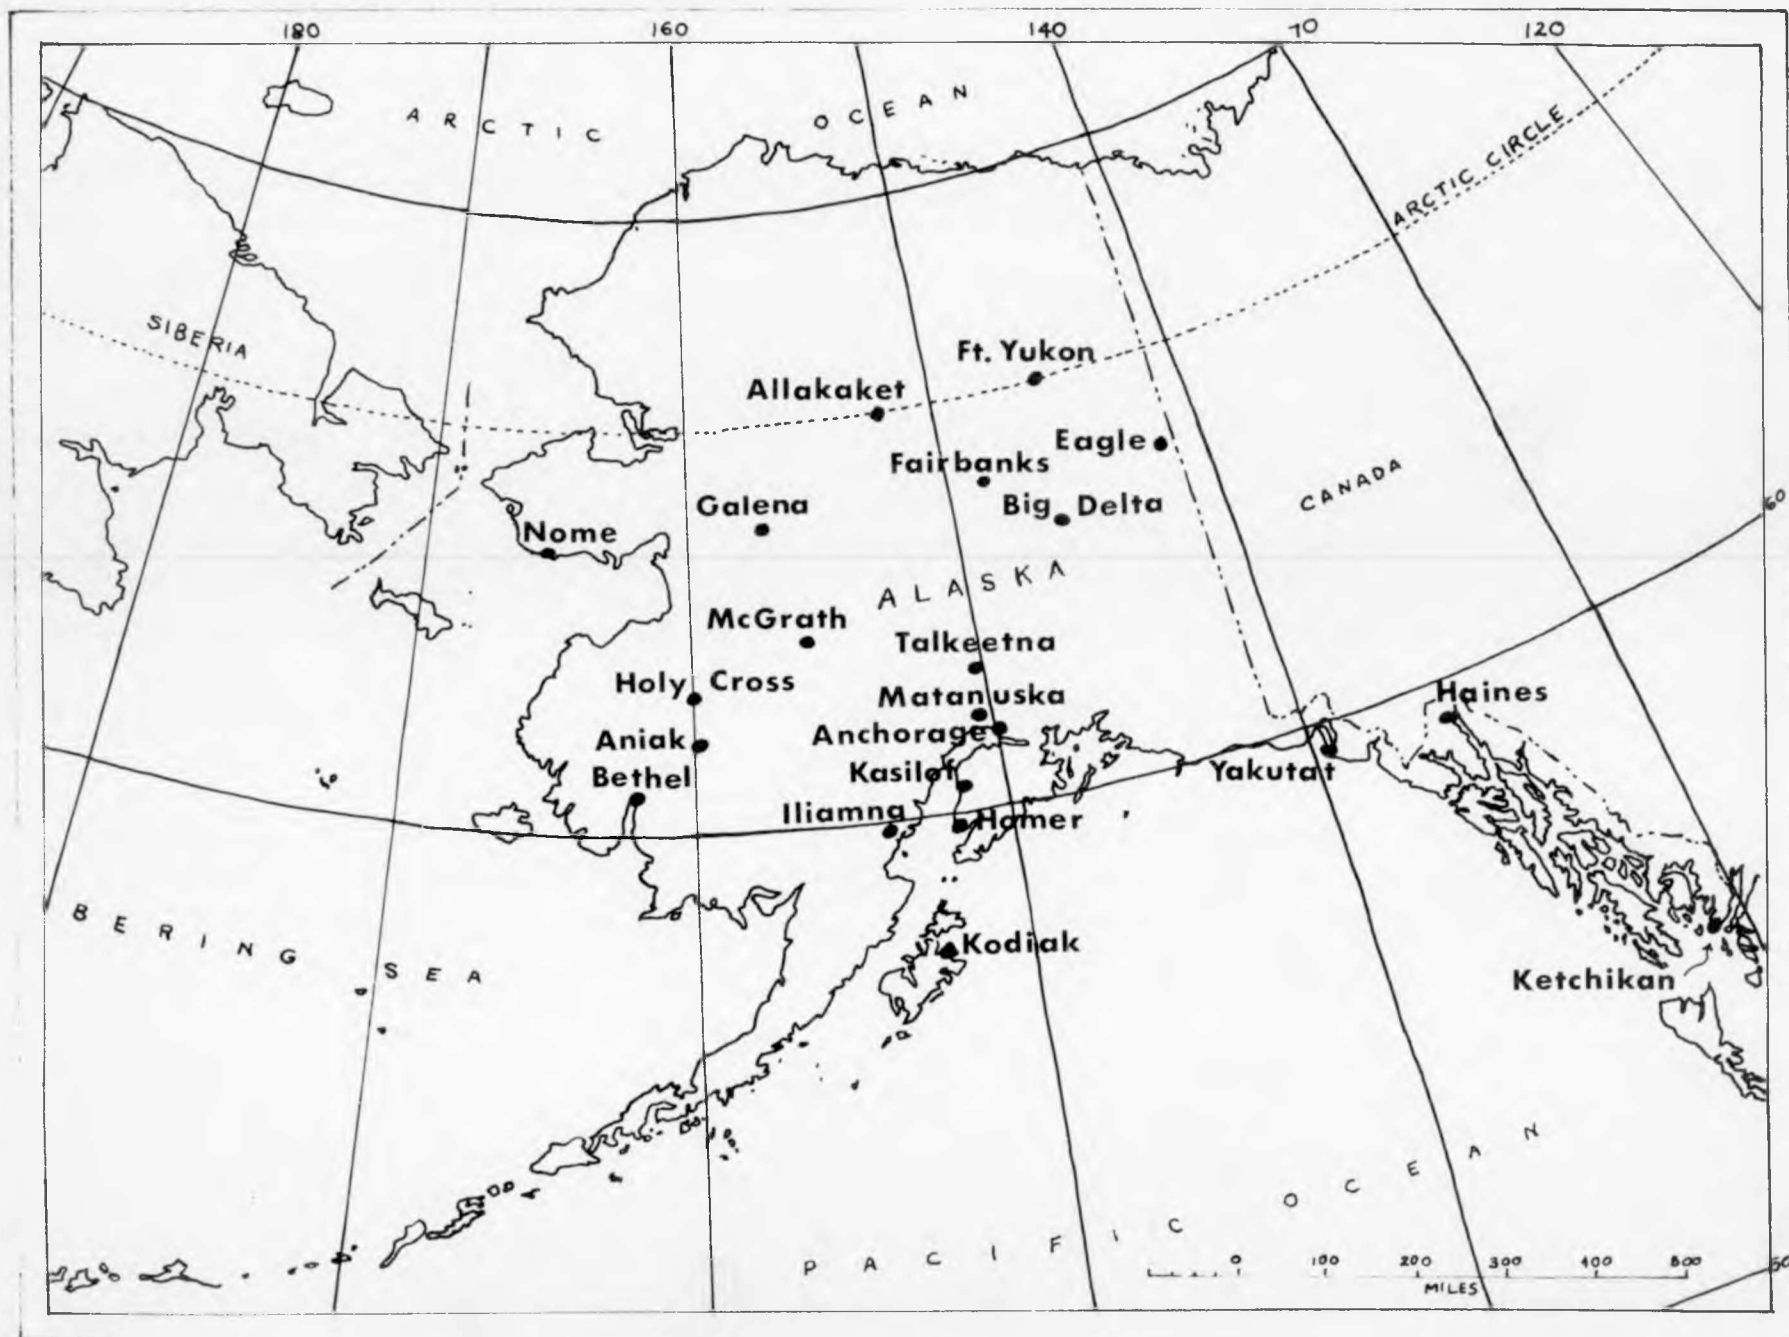 180 160 140 70 120
ARCTIC OCEAN
ARCTIC CIRCLE
SIBERIA
Ft. Yukon
Allakaket
Eagle
Fairbanks
CANADA
60
Galena
Big Delta
Nome
ALASKA
McGrath
Talkeetna
Holy Cross
Matanuska
Haines
Anchorage
Aniak
Kasilof
Yakutat
Bethel
Iliamna
Homer
BERING SEA
Kodiak
Ketchikan
PACIFIC OCEAN
0 100 200 300 400 500
MILES
50